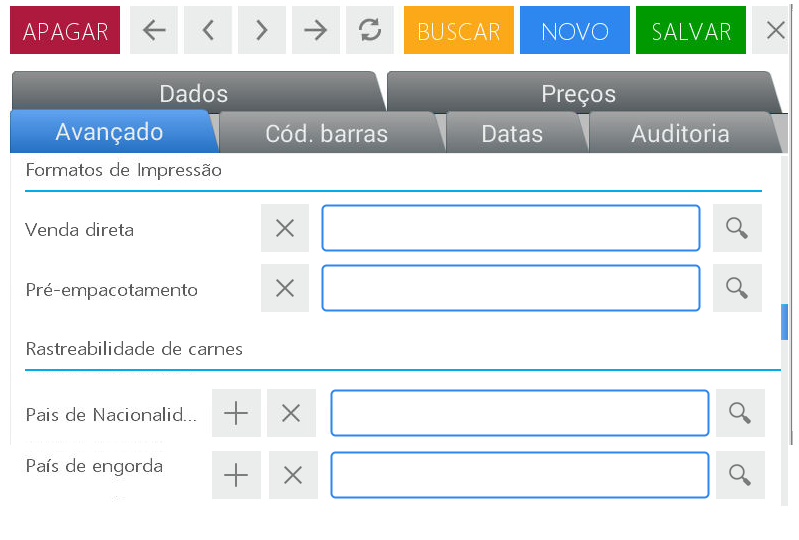 APAGAR BUSCAR NOVO SALVAR
Dados Preços
Avançado Cód. barras Datas Auditoria
Formatos de Impressão
Venda direta
Pré-empacotamento
Rastreabilidade de carnes
Pais de Nacionalid...
País de engorda